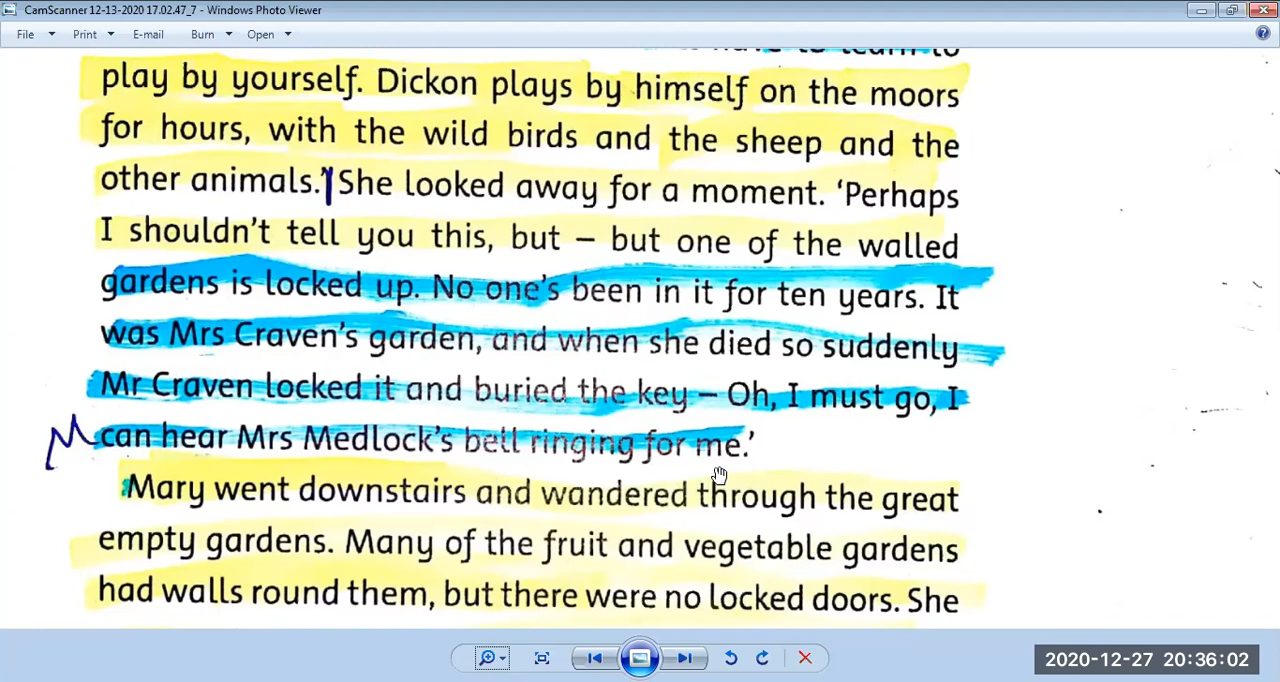 CamScanner 12-13-2020 17.02.47_7 - Windows Photo Viewer
File Print E-mail Burn Open
learn to
play by yourself. Dickon plays by himself on the moors
for hours, with the wild birds and the sheep and the
other animals.' She looked away for a moment. 'Perhaps
I shouldn't tell you this, but – but one of the walled
gardens is locked up. No one's been in it for ten years. It
was Mrs Craven's garden, and when she died so suddenly
Mr Craven locked it and buried the key – Oh, I must go, I
M can hear Mrs Medlock's bell ringing for me.'
Mary went downstairs and wandered through the great
empty gardens. Many of the fruit and vegetable gardens
had walls round them, but there were no locked doors. She
2020-12-27 20:36:02